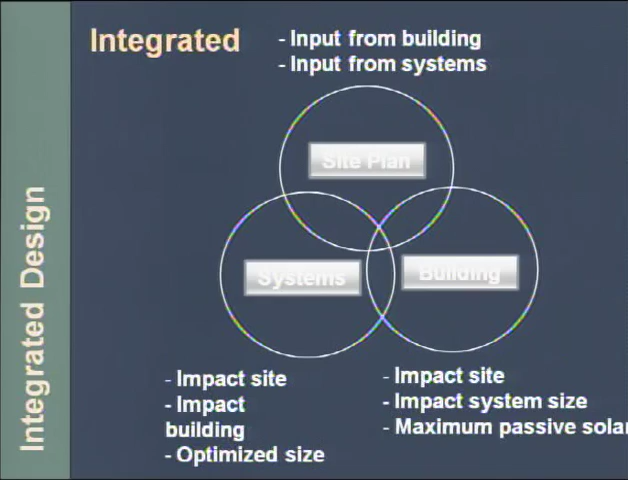 Integrated
- Input from building
- Input from systems
Site Plan
Systems
Building
- Impact site
- Impact
building
- Optimized size
- Impact site
- Impact system size
- Maximum passive solar
Integrated Design